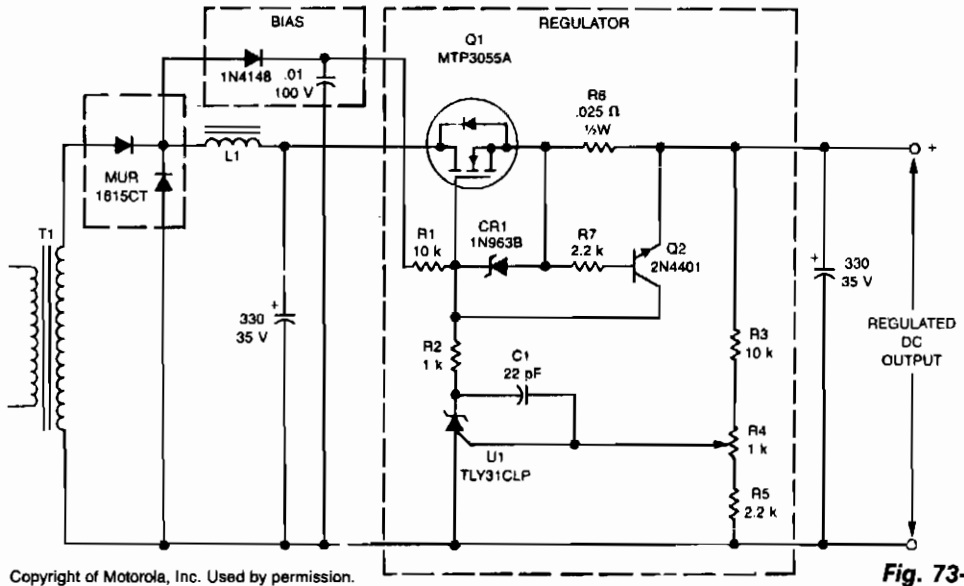 BIAS
REGULATOR
Q1
MTP3055A
1N4148
.01
100 V
R6
.025 Ω
½W
+
L1
MUR
1615CT
T1
R1
10 k
CR1
1N963B
R7
2.2 k
Q2
2N4401
+
330
35 V
+
330
35 V
REGULATED
DC
OUTPUT
R2
1 k
C1
22 pF
R3
10 k
R4
1 k
U1
TLY31CLP
R5
2.2 k
Copyright of Motorola, Inc. Used by permission.
Fig. 73-